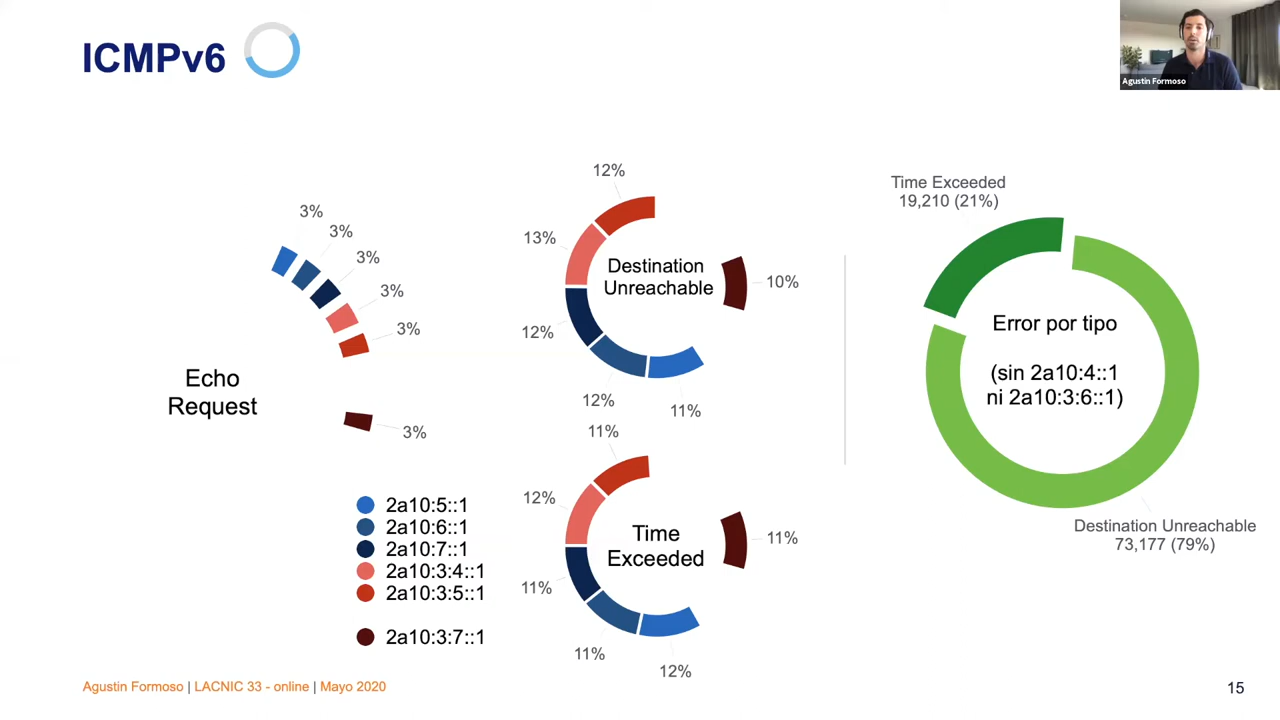 ICMPv6
Agustin Formoso
3%
3%
3%
3%
3%
3%
Echo
Request
12%
13%
12%
12%
11%
10%
Destination
Unreachable
11%
12%
11%
11%
12%
11%
Time
Exceeded
2a10:5::1
2a10:6::1
2a10:7::1
2a10:3:4::1
2a10:3:5::1
2a10:3:7::1
Time Exceeded
19,210 (21%)
Error por tipo
(sin 2a10:4::1
ni 2a10:3:6::1)
Destination Unreachable
73,177 (79%)
Agustin Formoso | LACNIC 33 - online | Mayo 2020
15